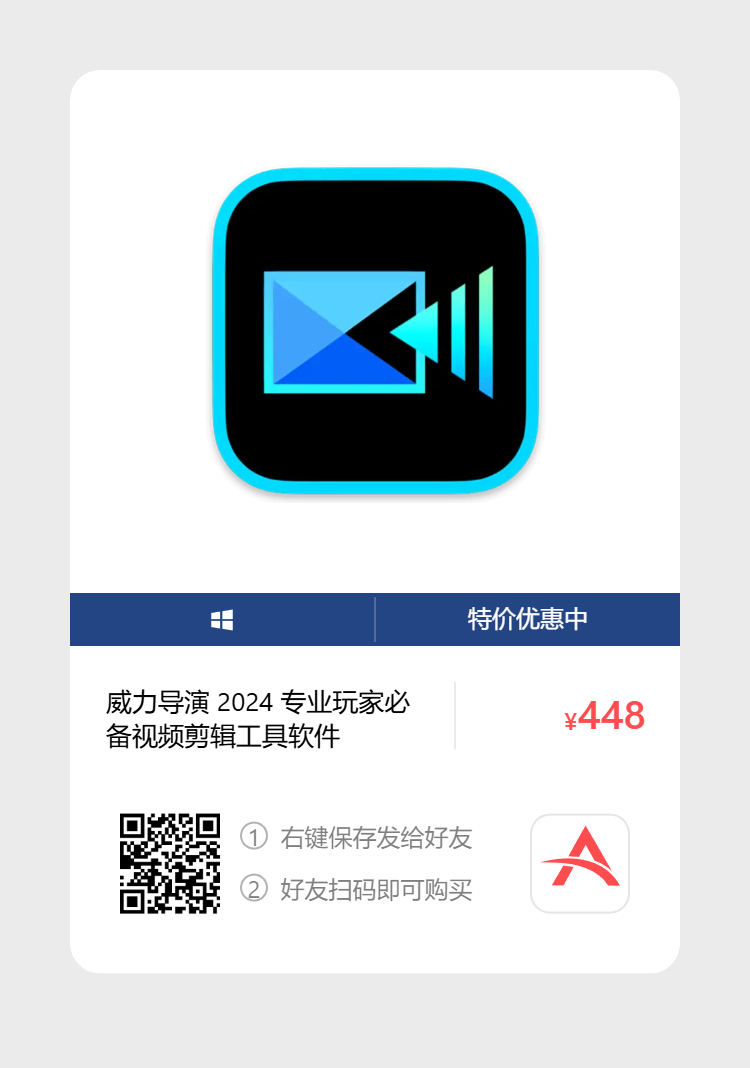 特价优惠中
威力导演 2024 专业玩家必
备视频剪辑工具软件
¥448
① 右键保存发给好友
② 好友扫码即可购买